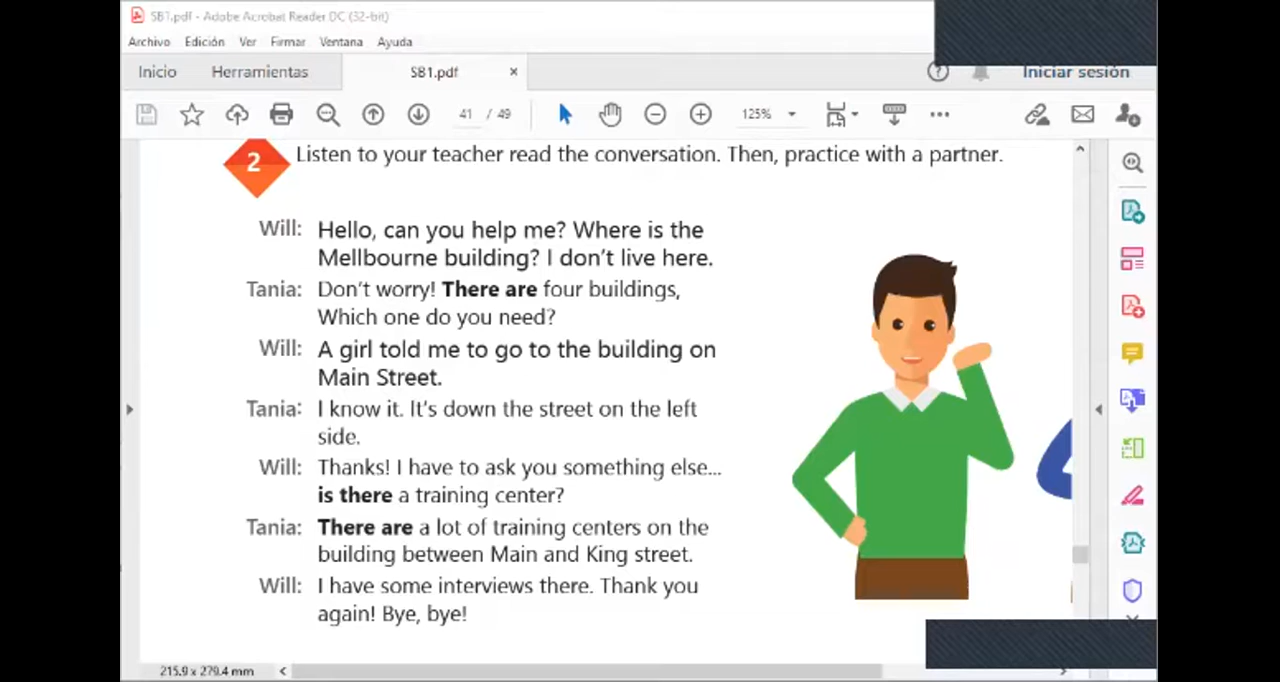 SB1.pdf - Adobe Acrobat Reader DC (32-bit)
Archivo Edición Ver Firmar Ventana Ayuda
Inicio Herramientas SB1.pdf × Iniciar sesión
41 / 49 125%
2 Listen to your teacher read the conversation. Then, practice with a partner.
Will: Hello, can you help me? Where is the
Mellbourne building? I don't live here.
Tania: Don't worry! There are four buildings,
Which one do you need?
Will: A girl told me to go to the building on
Main Street.
Tania: I know it. It's down the street on the left
side.
Will: Thanks! I have to ask you something else...
is there a training center?
Tania: There are a lot of training centers on the
building between Main and King street.
Will: I have some interviews there. Thank you
again! Bye, bye!
215.9 x 279.4 mm